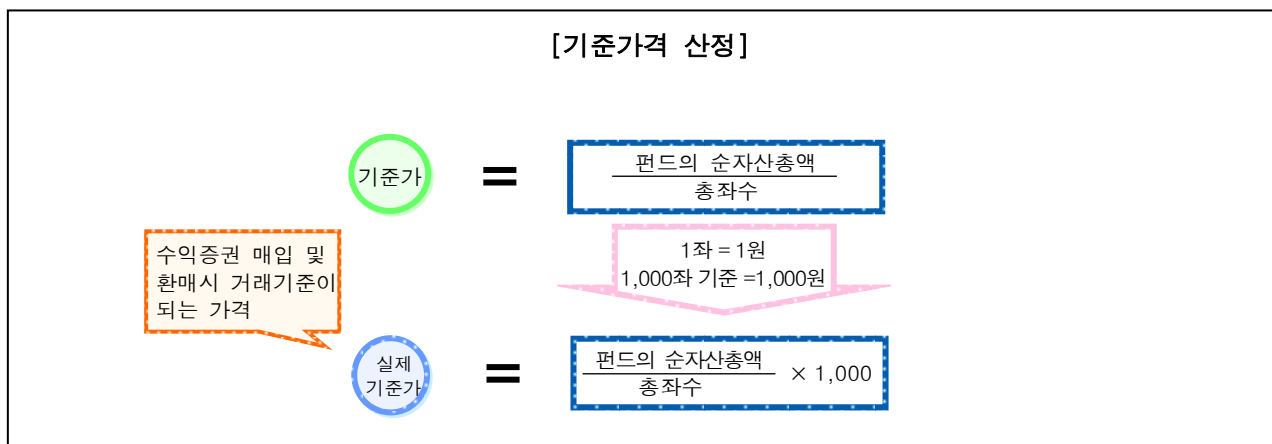 [기준가격 산정]
기준가
=
펀드의 순자산총액
총좌수
1좌 = 1원
1,000좌 기준 =1,000원
수익증권 매입 및
환매시 거래기준이
되는 가격
실제
기준가
=
펀드의 순자산총액
총좌수
× 1,000